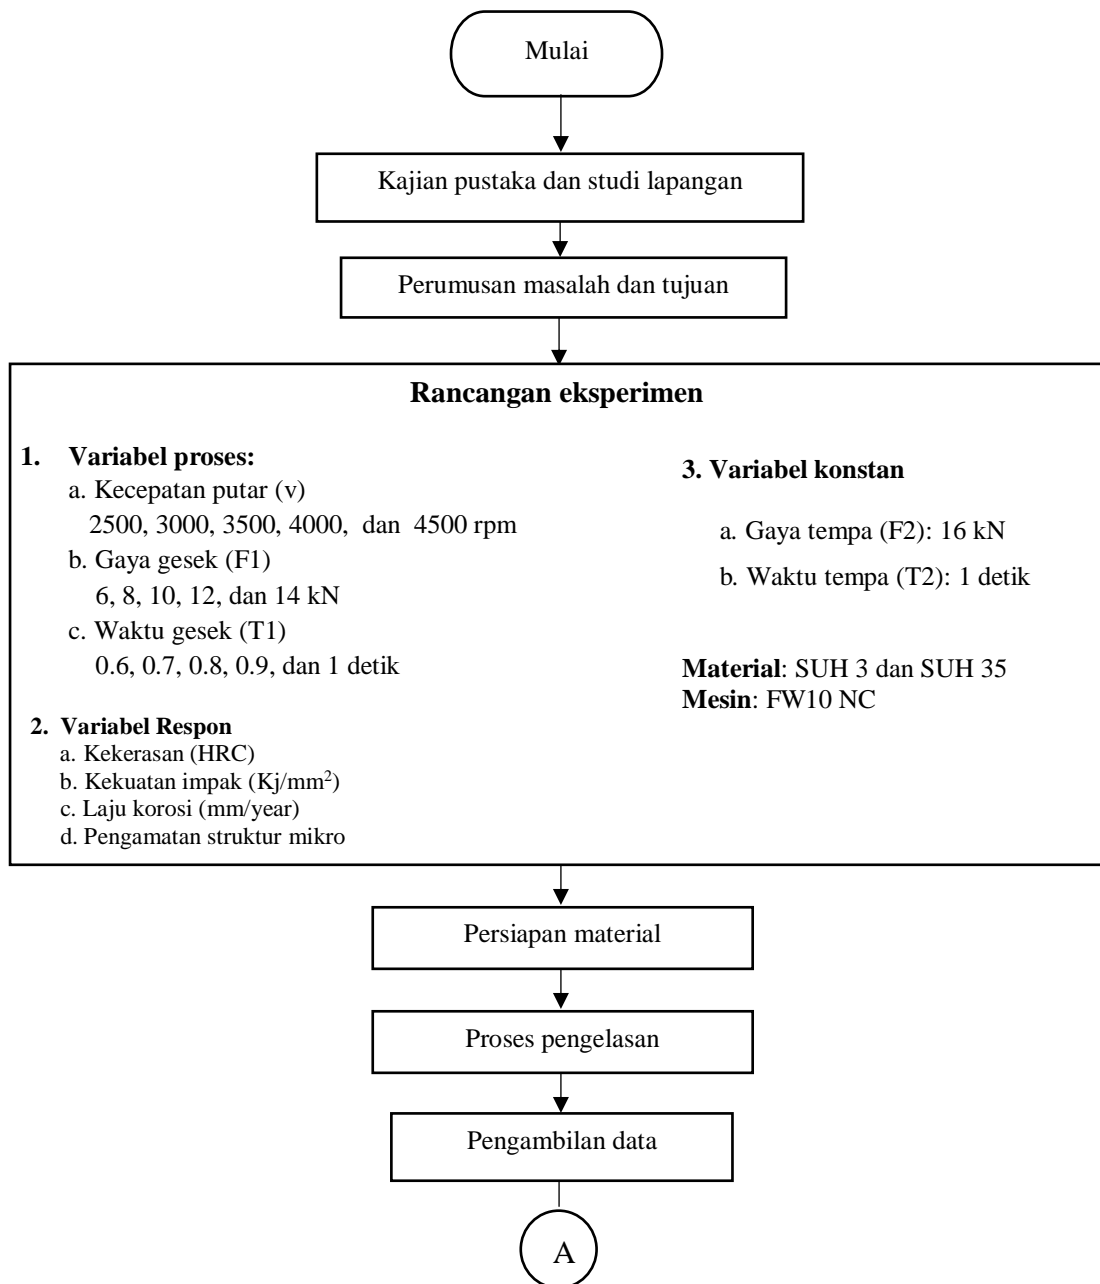 Mulai
Kajian pustaka dan studi lapangan
Perumusan masalah dan tujuan
Rancangan eksperimen
1. Variabel proses:
a. Kecepatan putar (v)
2500, 3000, 3500, 4000, dan 4500 rpm
b. Gaya gesek (F1)
6, 8, 10, 12, dan 14 kN
c. Waktu gesek (T1)
0.6, 0.7, 0.8, 0.9, dan 1 detik
2. Variabel Respon
a. Kekerasan (HRC)
b. Kekuatan impak (Kj/mm²)
c. Laju korosi (mm/year)
d. Pengamatan struktur mikro
3. Variabel konstan
a. Gaya tempa (F2): 16 kN
b. Waktu tempa (T2): 1 detik
Material: SUH 3 dan SUH 35
Mesin: FW10 NC
Persiapan material
Proses pengelasan
Pengambilan data
A